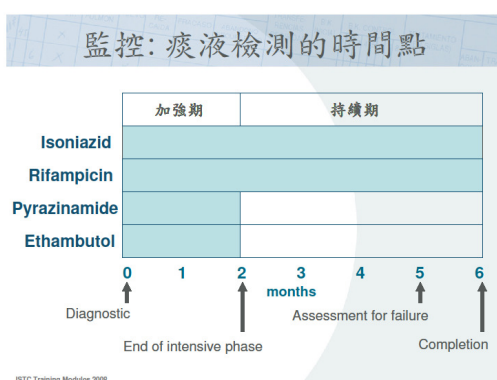 監控: 痰液檢測的時間點
加強期 持續期
Isoniazid
Rifampicin
Pyrazinamide
Ethambutol
0 1 2 3 4 5 6
months
Diagnostic Assessment for failure
End of intensive phase Completion
ISTC Training Modules 2008